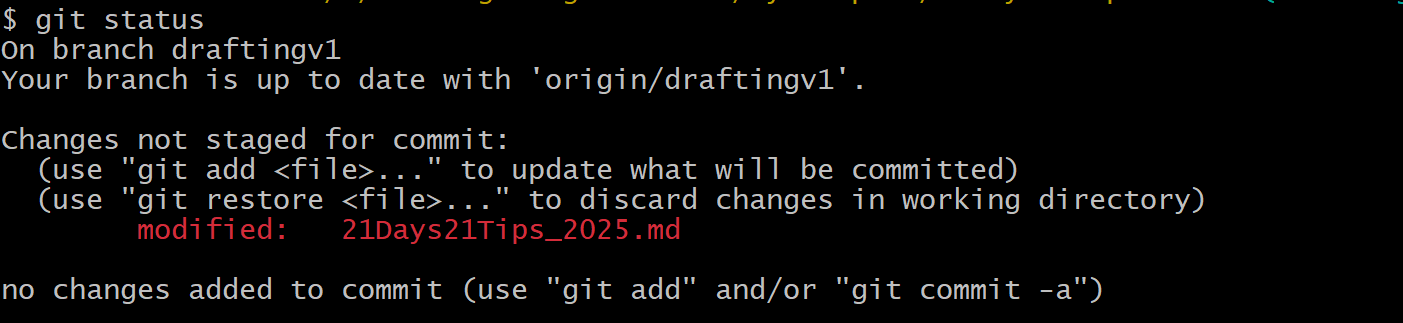 $ git status
On branch draftingv1
Your branch is up to date with 'origin/draftingv1'.
Changes not staged for commit:
  (use "git add <file>..." to update what will be committed)
  (use "git restore <file>..." to discard changes in working directory)
        modified:   21Days21Tips_2025.md
no changes added to commit (use "git add" and/or "git commit -a")